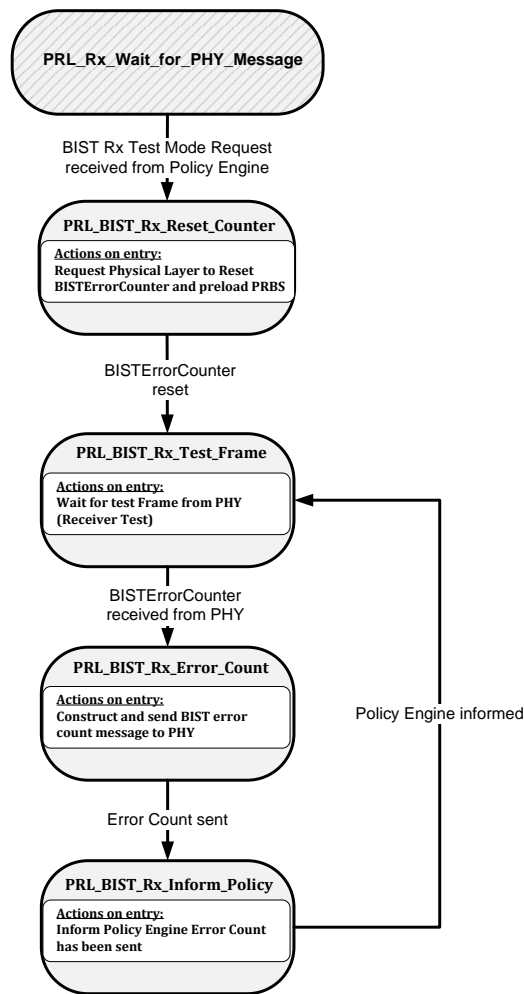 PRL_Rx_Wait_for_PHY_Message
BIST Rx Test Mode Request
received from Policy Engine
PRL_BIST_Rx_Reset_Counter
Actions on entry:
Request Physical Layer to Reset
BISTErrorCounter and preload PRBS
BISTErrorCounter
reset
PRL_BIST_Rx_Test_Frame
Actions on entry:
Wait for test Frame from PHY
(Receiver Test)
BISTErrorCounter
received from PHY
PRL_BIST_Rx_Error_Count
Actions on entry:
Construct and send BIST error
count message to PHY
Policy Engine informed
Error Count sent
PRL_BIST_Rx_Inform_Policy
Actions on entry:
Inform Policy Engine Error Count
has been sent